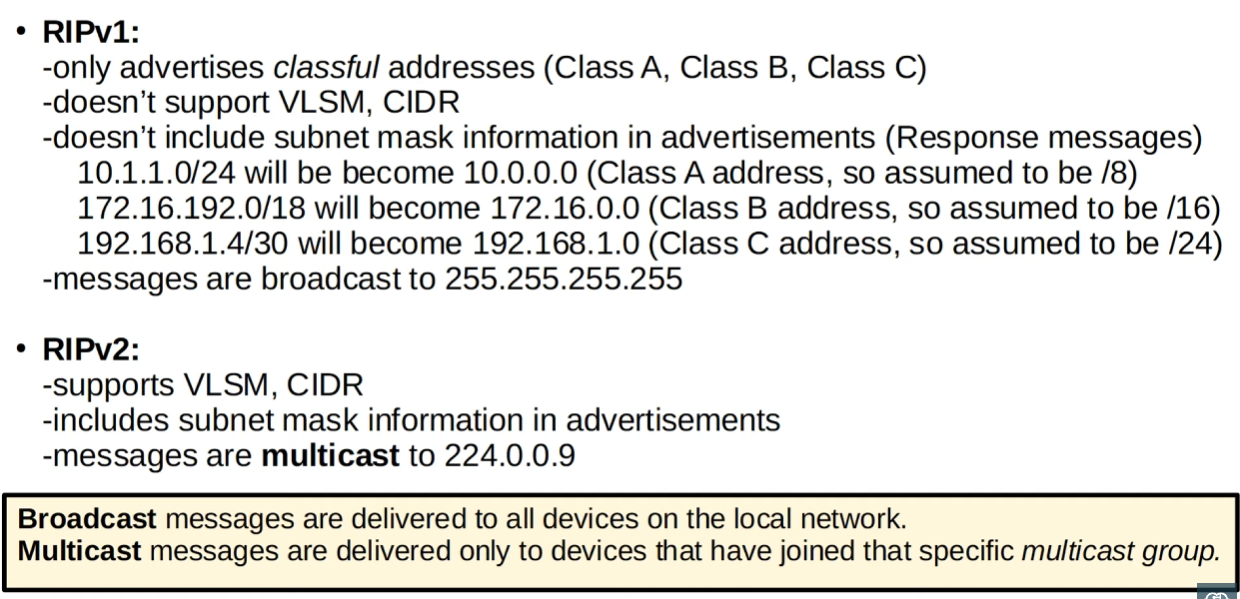 • RIPv1:
-only advertises classful addresses (Class A, Class B, Class C)
-doesn’t support VLSM, CIDR
-doesn’t include subnet mask information in advertisements (Response messages)
10.1.1.0/24 will be become 10.0.0.0 (Class A address, so assumed to be /8)
172.16.192.0/18 will become 172.16.0.0 (Class B address, so assumed to be /16)
192.168.1.4/30 will become 192.168.1.0 (Class C address, so assumed to be /24)
-messages are broadcast to 255.255.255.255
• RIPv2:
-supports VLSM, CIDR
-includes subnet mask information in advertisements
-messages are multicast to 224.0.0.9
Broadcast messages are delivered to all devices on the local network.
Multicast messages are delivered only to devices that have joined that specific multicast group.